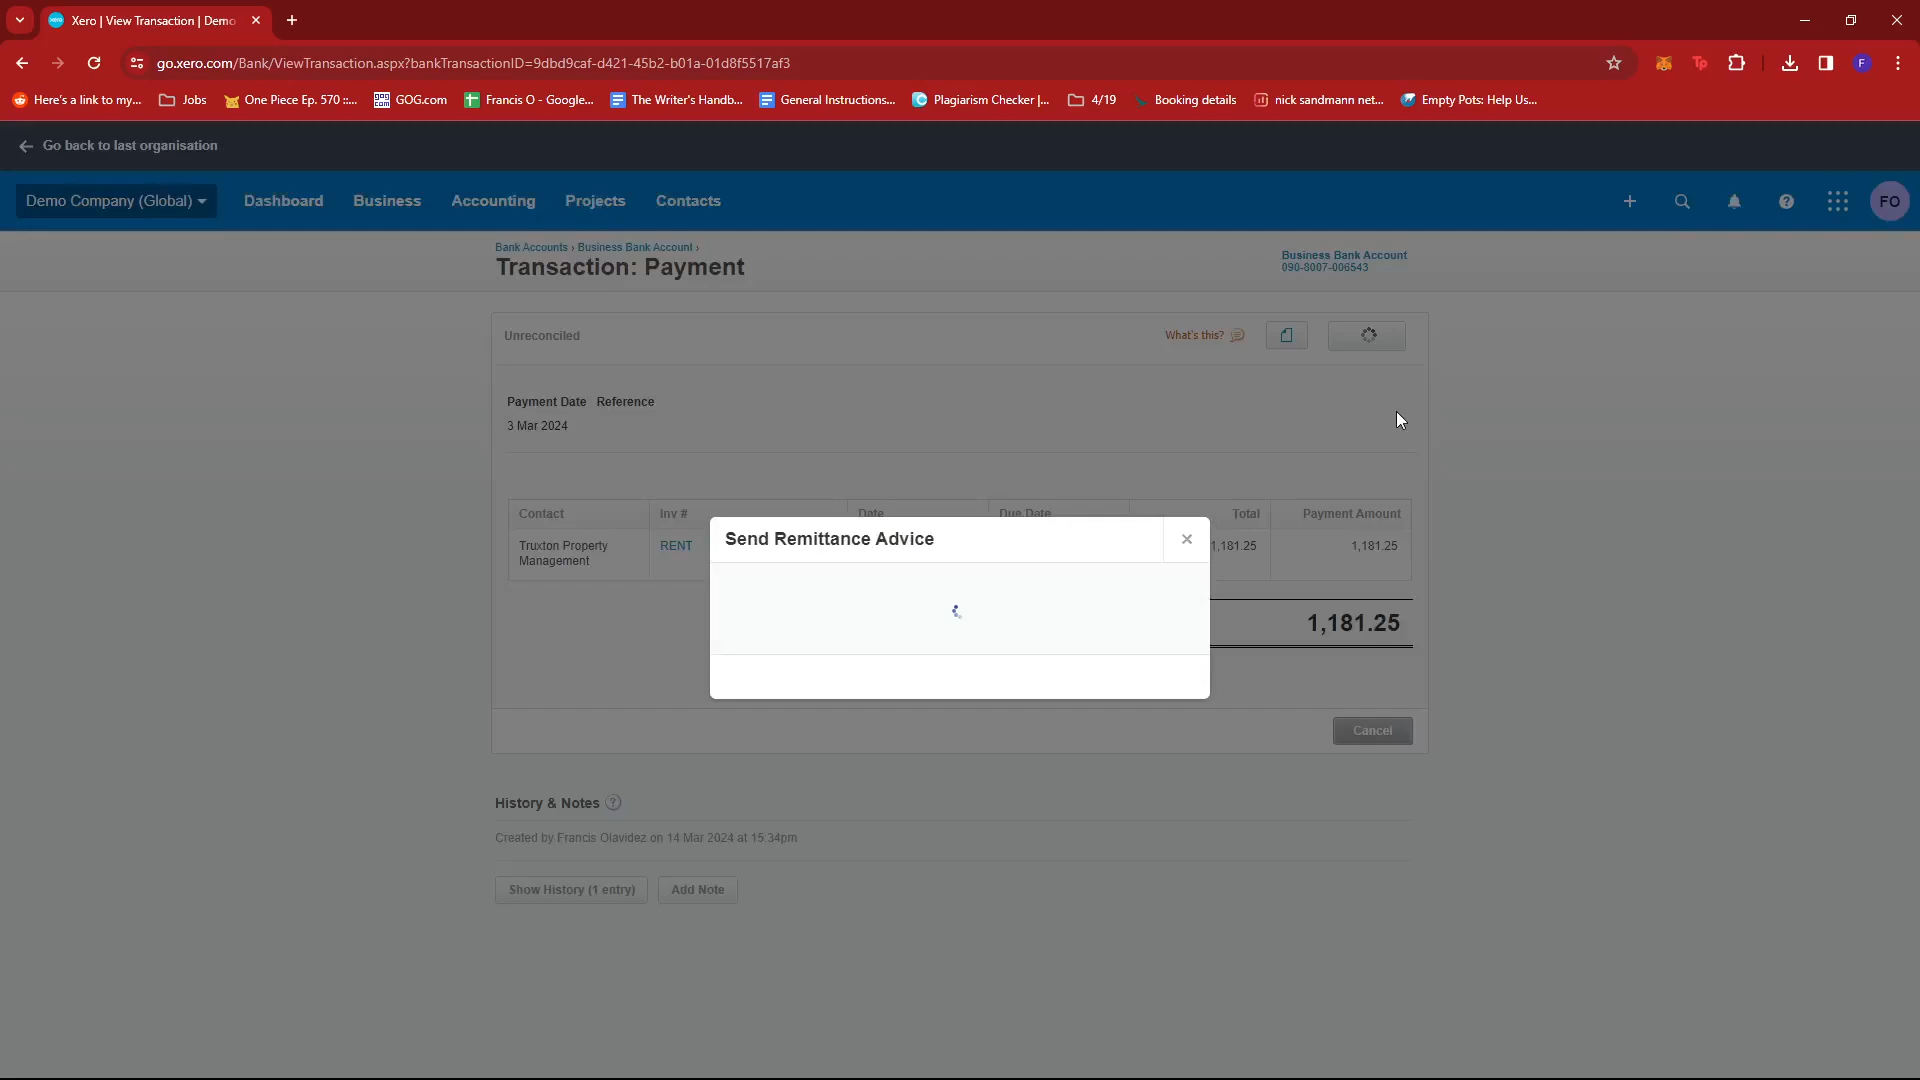 Xero | View Transaction | Demo
go.xero.com/Bank/ViewTransaction.aspx?bankTransactionID=9dbd9caf-d421-45b2-b01a-01d8f5517af3
Tp
F
Here's a link to my... Jobs One Piece Ep. 570 ::... GOG.com Francis O - Google... The Writer's Handb... General Instructions... Plagiarism Checker |... 4/19 Booking details nick sandmann net... Empty Pots: Help Us...
Go back to last organisation
Demo Company (Global) Dashboard Business Accounting Projects Contacts FO
Bank Accounts › Business Bank Account ›
Transaction: Payment
Business Bank Account
090-8007-006543
Unreconciled What's this?
Payment Date Reference
3 Mar 2024
Contact Inv # Date Due Date Total Payment Amount
Truxton Property Management RENT 1,181.25 1,181.25
Send Remittance Advice
1,181.25
Cancel
History & Notes ?
Created by Francis Olavidez on 14 Mar 2024 at 15:34pm
Show History (1 entry) Add Note